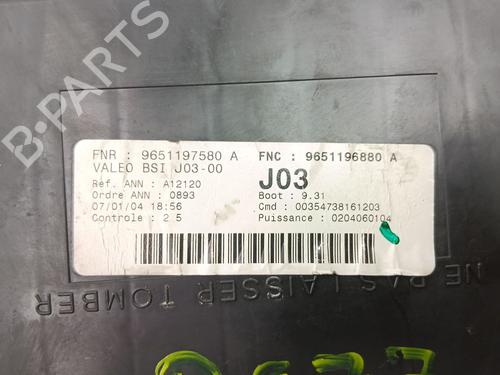 FNR : 9651197580 A FNC : 9651196880 A
VALEO BSI J03-00
J03
Ref. ANN : A12120
Boot : 9.31
Ordre ANN : 0893
Cmd : 00354738161203
07/01/04 18:56
Puissance : 0204060104
Controle : 2 5
NE PAS LAISSER TOMBER
B-PARTS